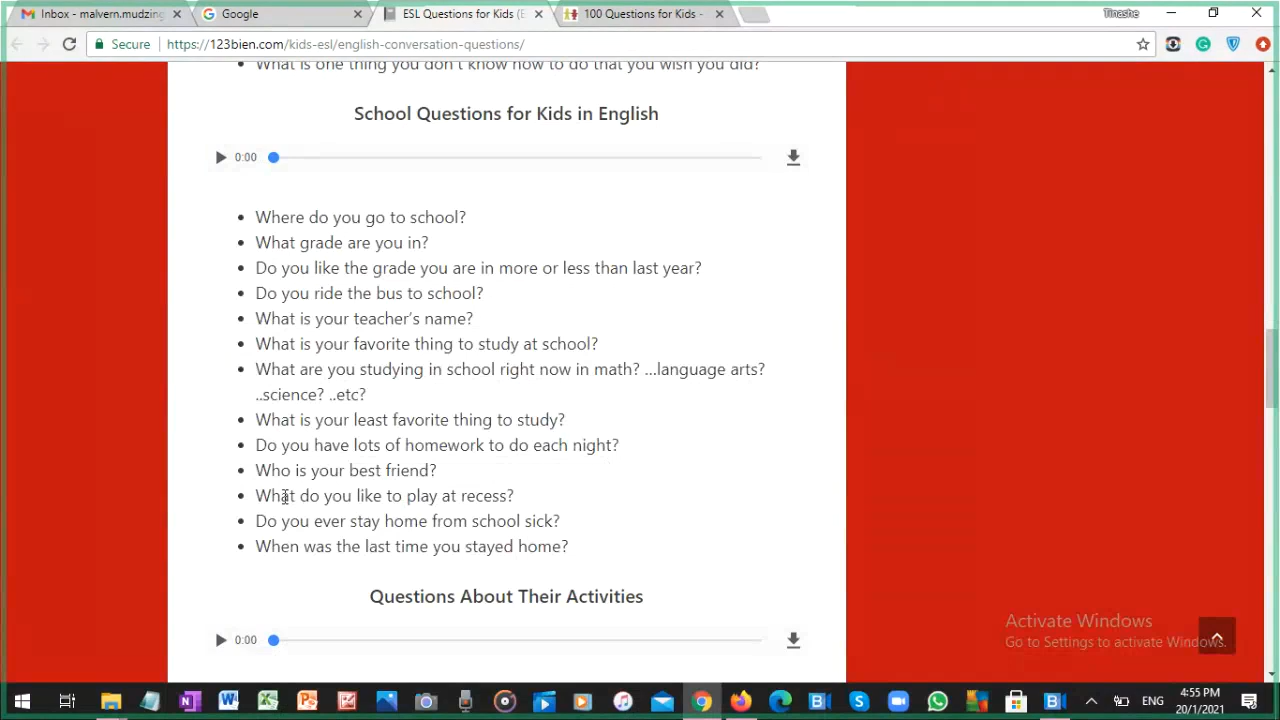 Inbox - malvern.mudzing
Google
ESL Questions for Kids (E
100 Questions for Kids -
Tinashe
Secure
https://123bien.com/kids-esl/english-conversation-questions/
What is one thing you don't know how to do that you wish you did?
School Questions for Kids in English
0:00
Where do you go to school?
What grade are you in?
Do you like the grade you are in more or less than last year?
Do you ride the bus to school?
What is your teacher's name?
What is your favorite thing to study at school?
What are you studying in school right now in math? ...language arts?
..science? ..etc?
What is your least favorite thing to study?
Do you have lots of homework to do each night?
Who is your best friend?
What do you like to play at recess?
Do you ever stay home from school sick?
When was the last time you stayed home?
Questions About Their Activities
0:00
Activate Windows
Go to Settings to activate Windows.
ENG
4:55 PM
20/1/2021